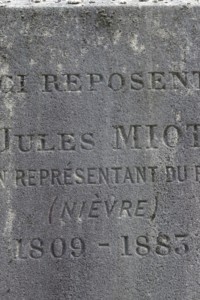 CI REPOSENT
JULES MIOT
N REPRÉSENTANT DU P
(NIÈVRE)
1809 - 1883